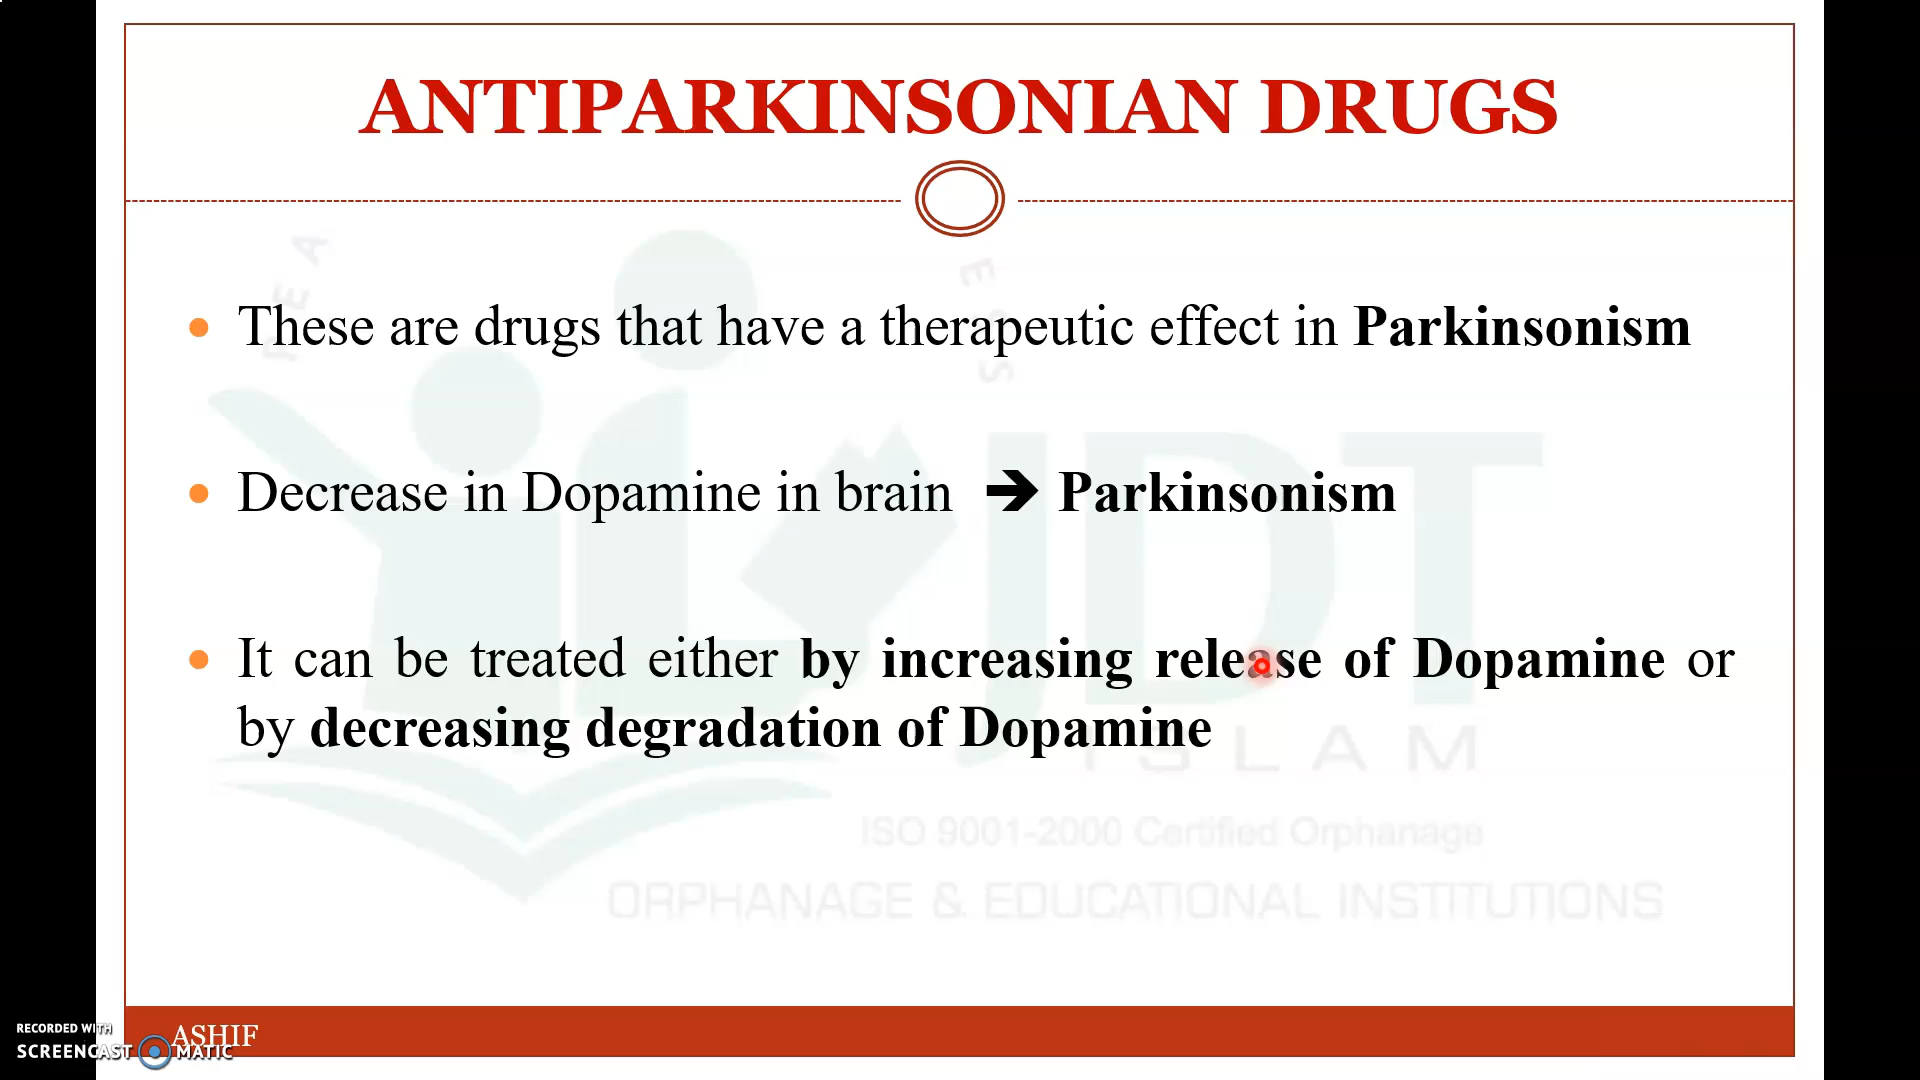 ANTIPARKINSONIAN DRUGS
These are drugs that have a therapeutic effect in Parkinsonism
Decrease in Dopamine in brain ➔ Parkinsonism
It can be treated either by increasing release of Dopamine or
by decreasing degradation of Dopamine
JDT
ISLAM
ISO 9001-2000 Certified Orphanage
ORPHANAGE & EDUCATIONAL INSTITUTIONS
ASHIF
RECORDED WITH
SCREENCAST MATIC